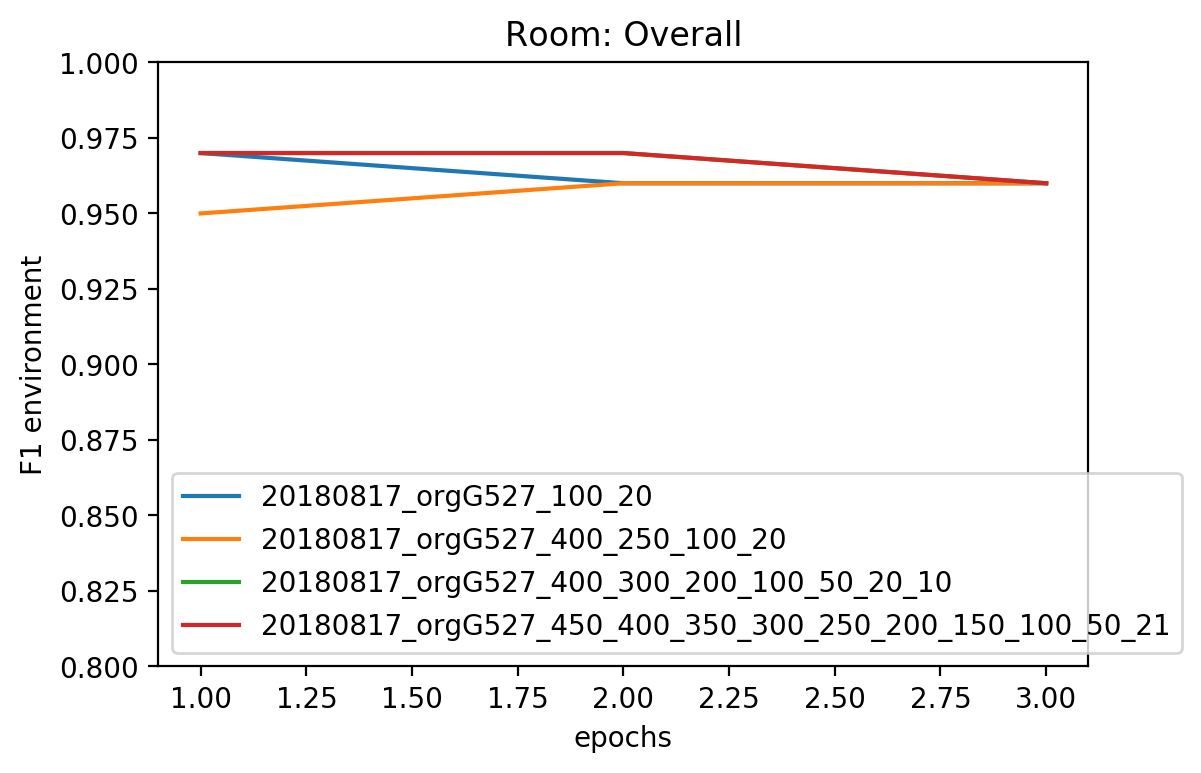 Room: Overall
1.000
0.975
0.950
0.925
0.900
0.875
0.850
0.825
0.800
F1 environment
20180817_orgG527_100_20
20180817_orgG527_400_250_100_20
20180817_orgG527_400_300_200_100_50_20_10
20180817_orgG527_450_400_350_300_250_200_150_100_50_21
1.00 1.25 1.50 1.75 2.00 2.25 2.50 2.75 3.00
epochs